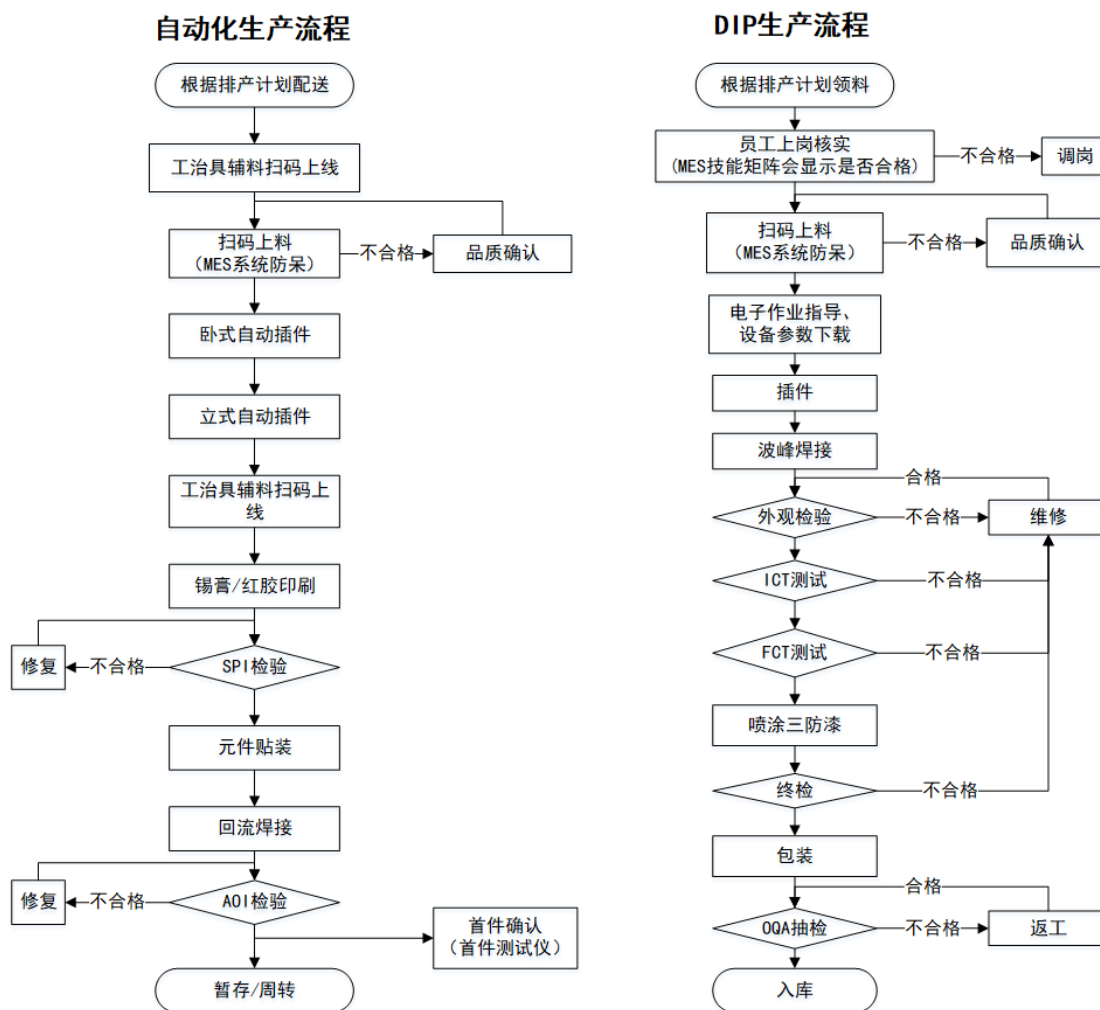 自动化生产流程
根据排产计划配送
工治具辅料扫码上线
扫码上料
（MES系统防呆）
不合格
品质确认
卧式自动插件
立式自动插件
工治具辅料扫码上
线
锡膏/红胶印刷
修复
不合格
SPI检验
元件贴装
回流焊接
修复
不合格
AOI检验
首件确认
（首件测试仪）
暂存/周转
DIP生产流程
根据排产计划领料
员工上岗核实
(MES技能矩阵会显示是否合格)
不合格
调岗
扫码上料
（MES系统防呆）
不合格
品质确认
电子作业指导、
设备参数下载
插件
波峰焊接
合格
外观检验
不合格
维修
ICT测试
不合格
FCT测试
不合格
喷涂三防漆
终检
不合格
包装
合格
OQA抽检
不合格
返工
入库